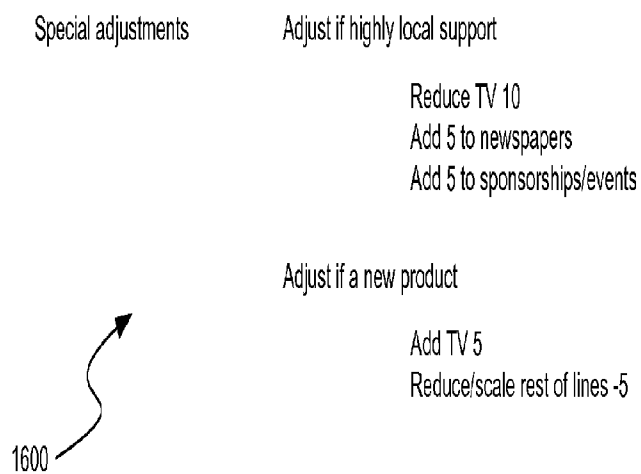 Special adjustments Adjust if highly local support
Reduce TV 10
Add 5 to newspapers
Add 5 to sponsorships/events
Adjust if a new product
Add TV 5
Reduce/scale rest of lines -5
1600